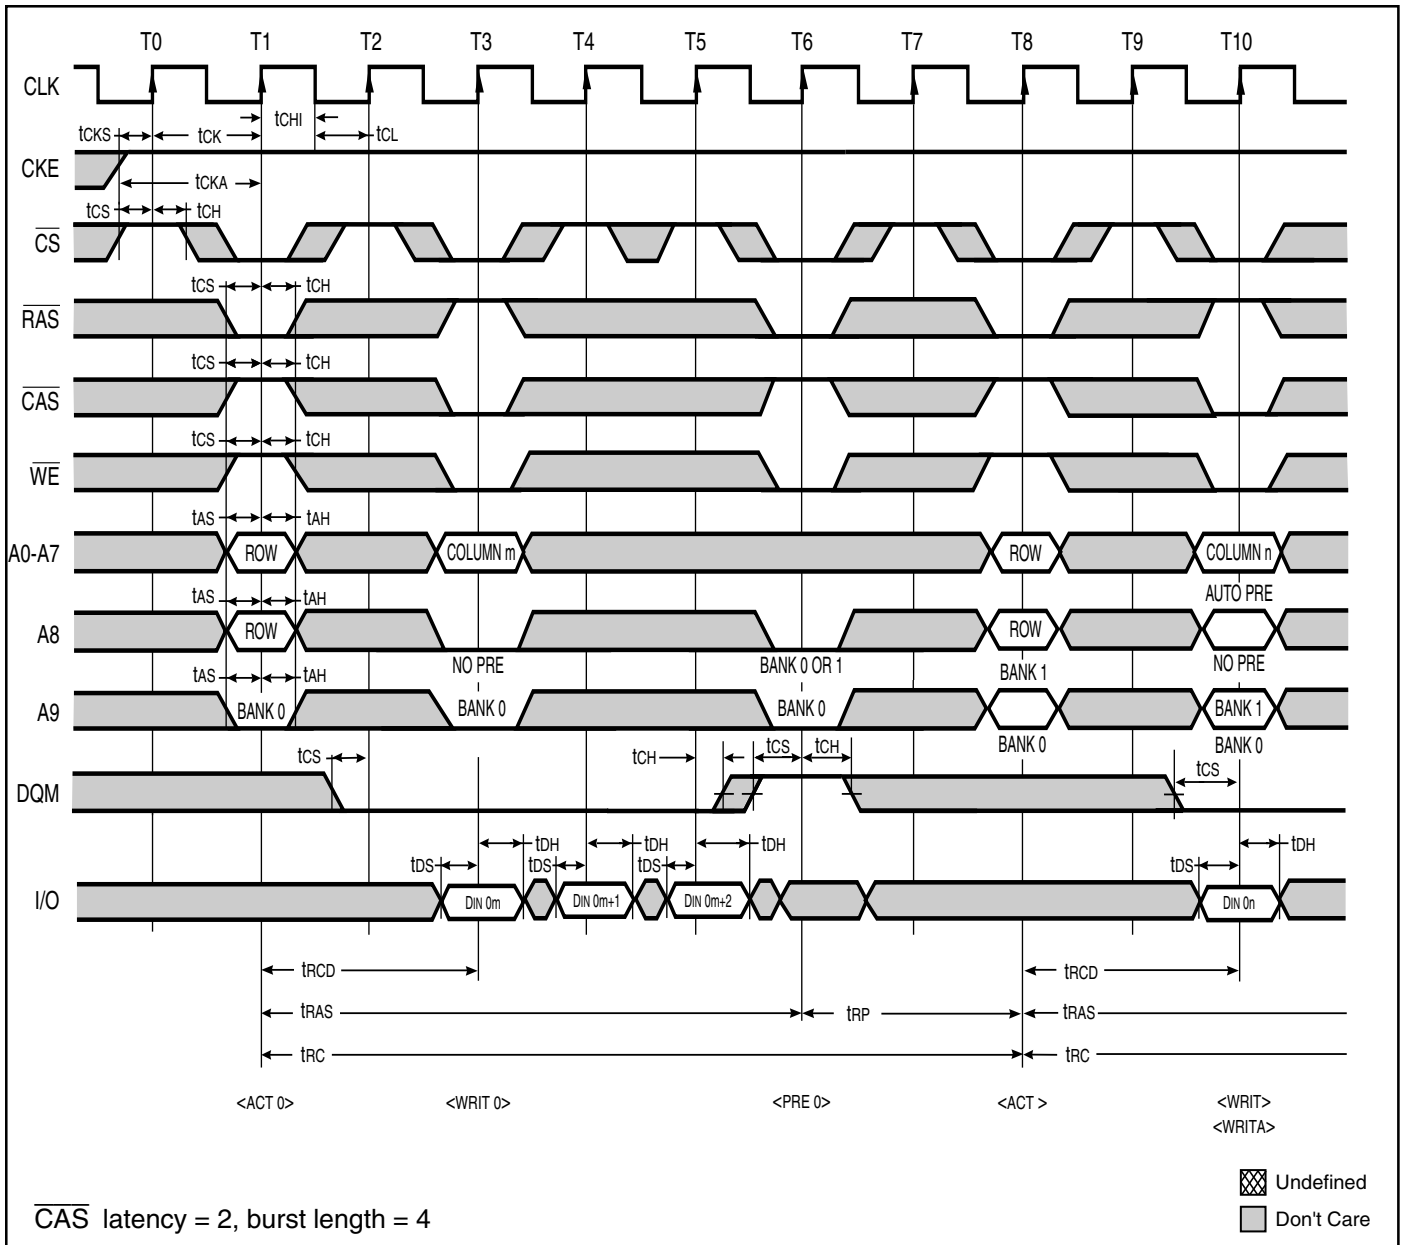 T0 T1 T2 T3 T4 T5 T6 T7 T8 T9 T10
CLK
tCHI
tCKS tCK tCL
CKE
tCKA
tCS tCH
CS
tCS tCH
RAS
tCS tCH
CAS
tCS tCH
WE
tAS tAH
A0-A7 ROW COLUMN m ROW COLUMN n
tAS tAH AUTO PRE
A8 ROW ROW
NO PRE BANK 0 OR 1 BANK 1 NO PRE
tAS tAH
A9 BANK 0 BANK 0 BANK 0 BANK 1
BANK 0 BANK 0
tCS tCH tCS tCH tCS
DQM
tDH tDH tDH tDH
tDS tDS tDS tDS
I/O DIN 0m DIN 0m+1 DIN 0m+2 DIN 0n
tRCD tRCD
tRAS tRP tRAS
tRC tRC
<ACT 0> <WRIT 0> <PRE 0> <ACT > <WRIT>
<WRITA>
Undefined
CAS latency = 2, burst length = 4 Don't Care